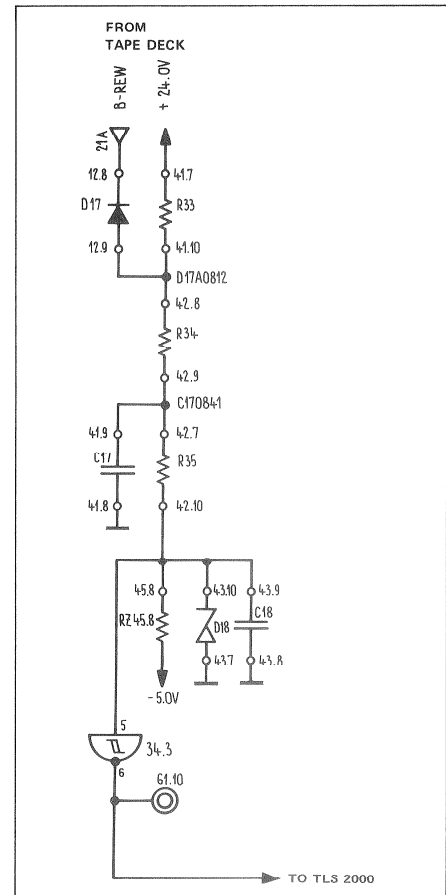 FROM
TAPE DECK
B-REW
+ 24.0V
21A
12.8
41.7
D17
R33
12.9
41.10
D17A0812
42.8
R34
42.9
C170841
41.9
42.7
C17
R35
41.8
42.10
45.8
43.10
43.9
RZ 45.8
D18
C18
43.7
43.8
-5.0V
5
34.3
6
61.10
TO TLS 2000